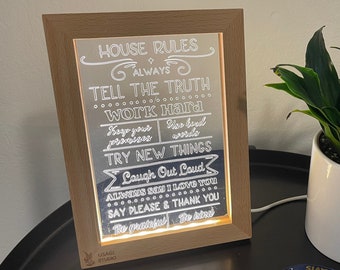 HOUSE RULES
ALWAYS
TELL THE TRUTH
WORK HARD
Keep your promises
Use kind words
TRY NEW THINGS
Laugh Out Loud
ALWAYS SAY I LOVE YOU
SAY PLEASE & THANK YOU
Be grateful Be kind